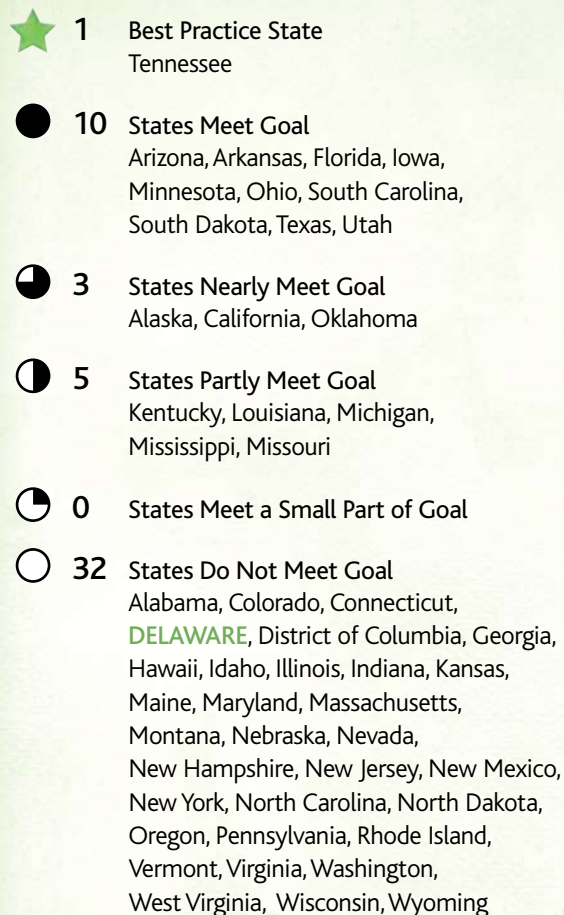 1 Best Practice State
Tennessee
10 States Meet Goal
Arizona, Arkansas, Florida, Iowa,
Minnesota, Ohio, South Carolina,
South Dakota, Texas, Utah
3 States Nearly Meet Goal
Alaska, California, Oklahoma
5 States Partly Meet Goal
Kentucky, Louisiana, Michigan,
Mississippi, Missouri
0 States Meet a Small Part of Goal
32 States Do Not Meet Goal
Alabama, Colorado, Connecticut,
DELAWARE, District of Columbia, Georgia,
Hawaii, Idaho, Illinois, Indiana, Kansas,
Maine, Maryland, Massachusetts,
Montana, Nebraska, Nevada,
New Hampshire, New Jersey, New Mexico,
New York, North Carolina, North Dakota,
Oregon, Pennsylvania, Rhode Island,
Vermont, Virginia, Washington,
West Virginia, Wisconsin, Wyoming